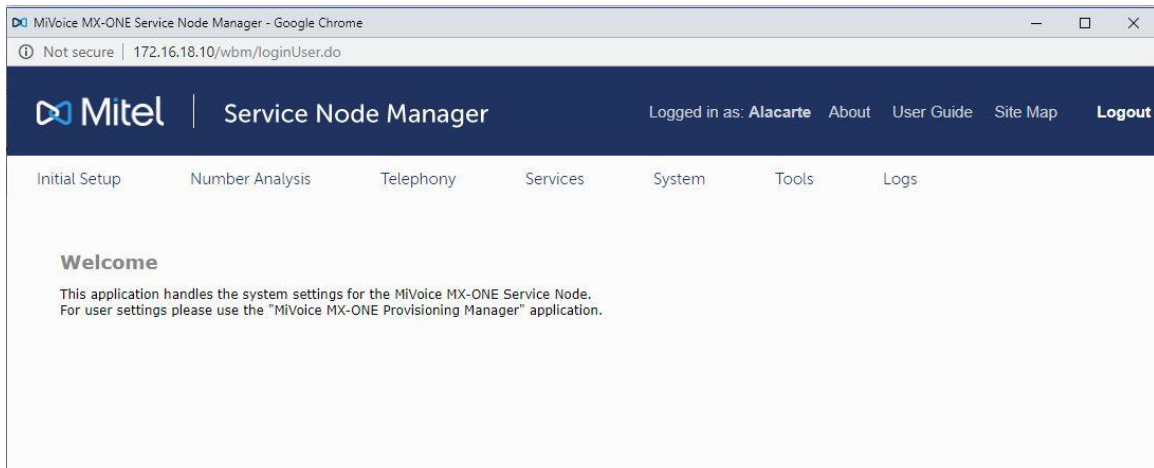 MiVoice MX-ONE Service Node Manager - Google Chrome
Not secure | 172.16.18.10/wbm/loginUser.do
Mitel | Service Node Manager Logged in as: Alacarte About User Guide Site Map Logout
Initial Setup Number Analysis Telephony Services System Tools Logs
Welcome
This application handles the system settings for the MiVoice MX-ONE Service Node.
For user settings please use the "MiVoice MX-ONE Provisioning Manager" application.